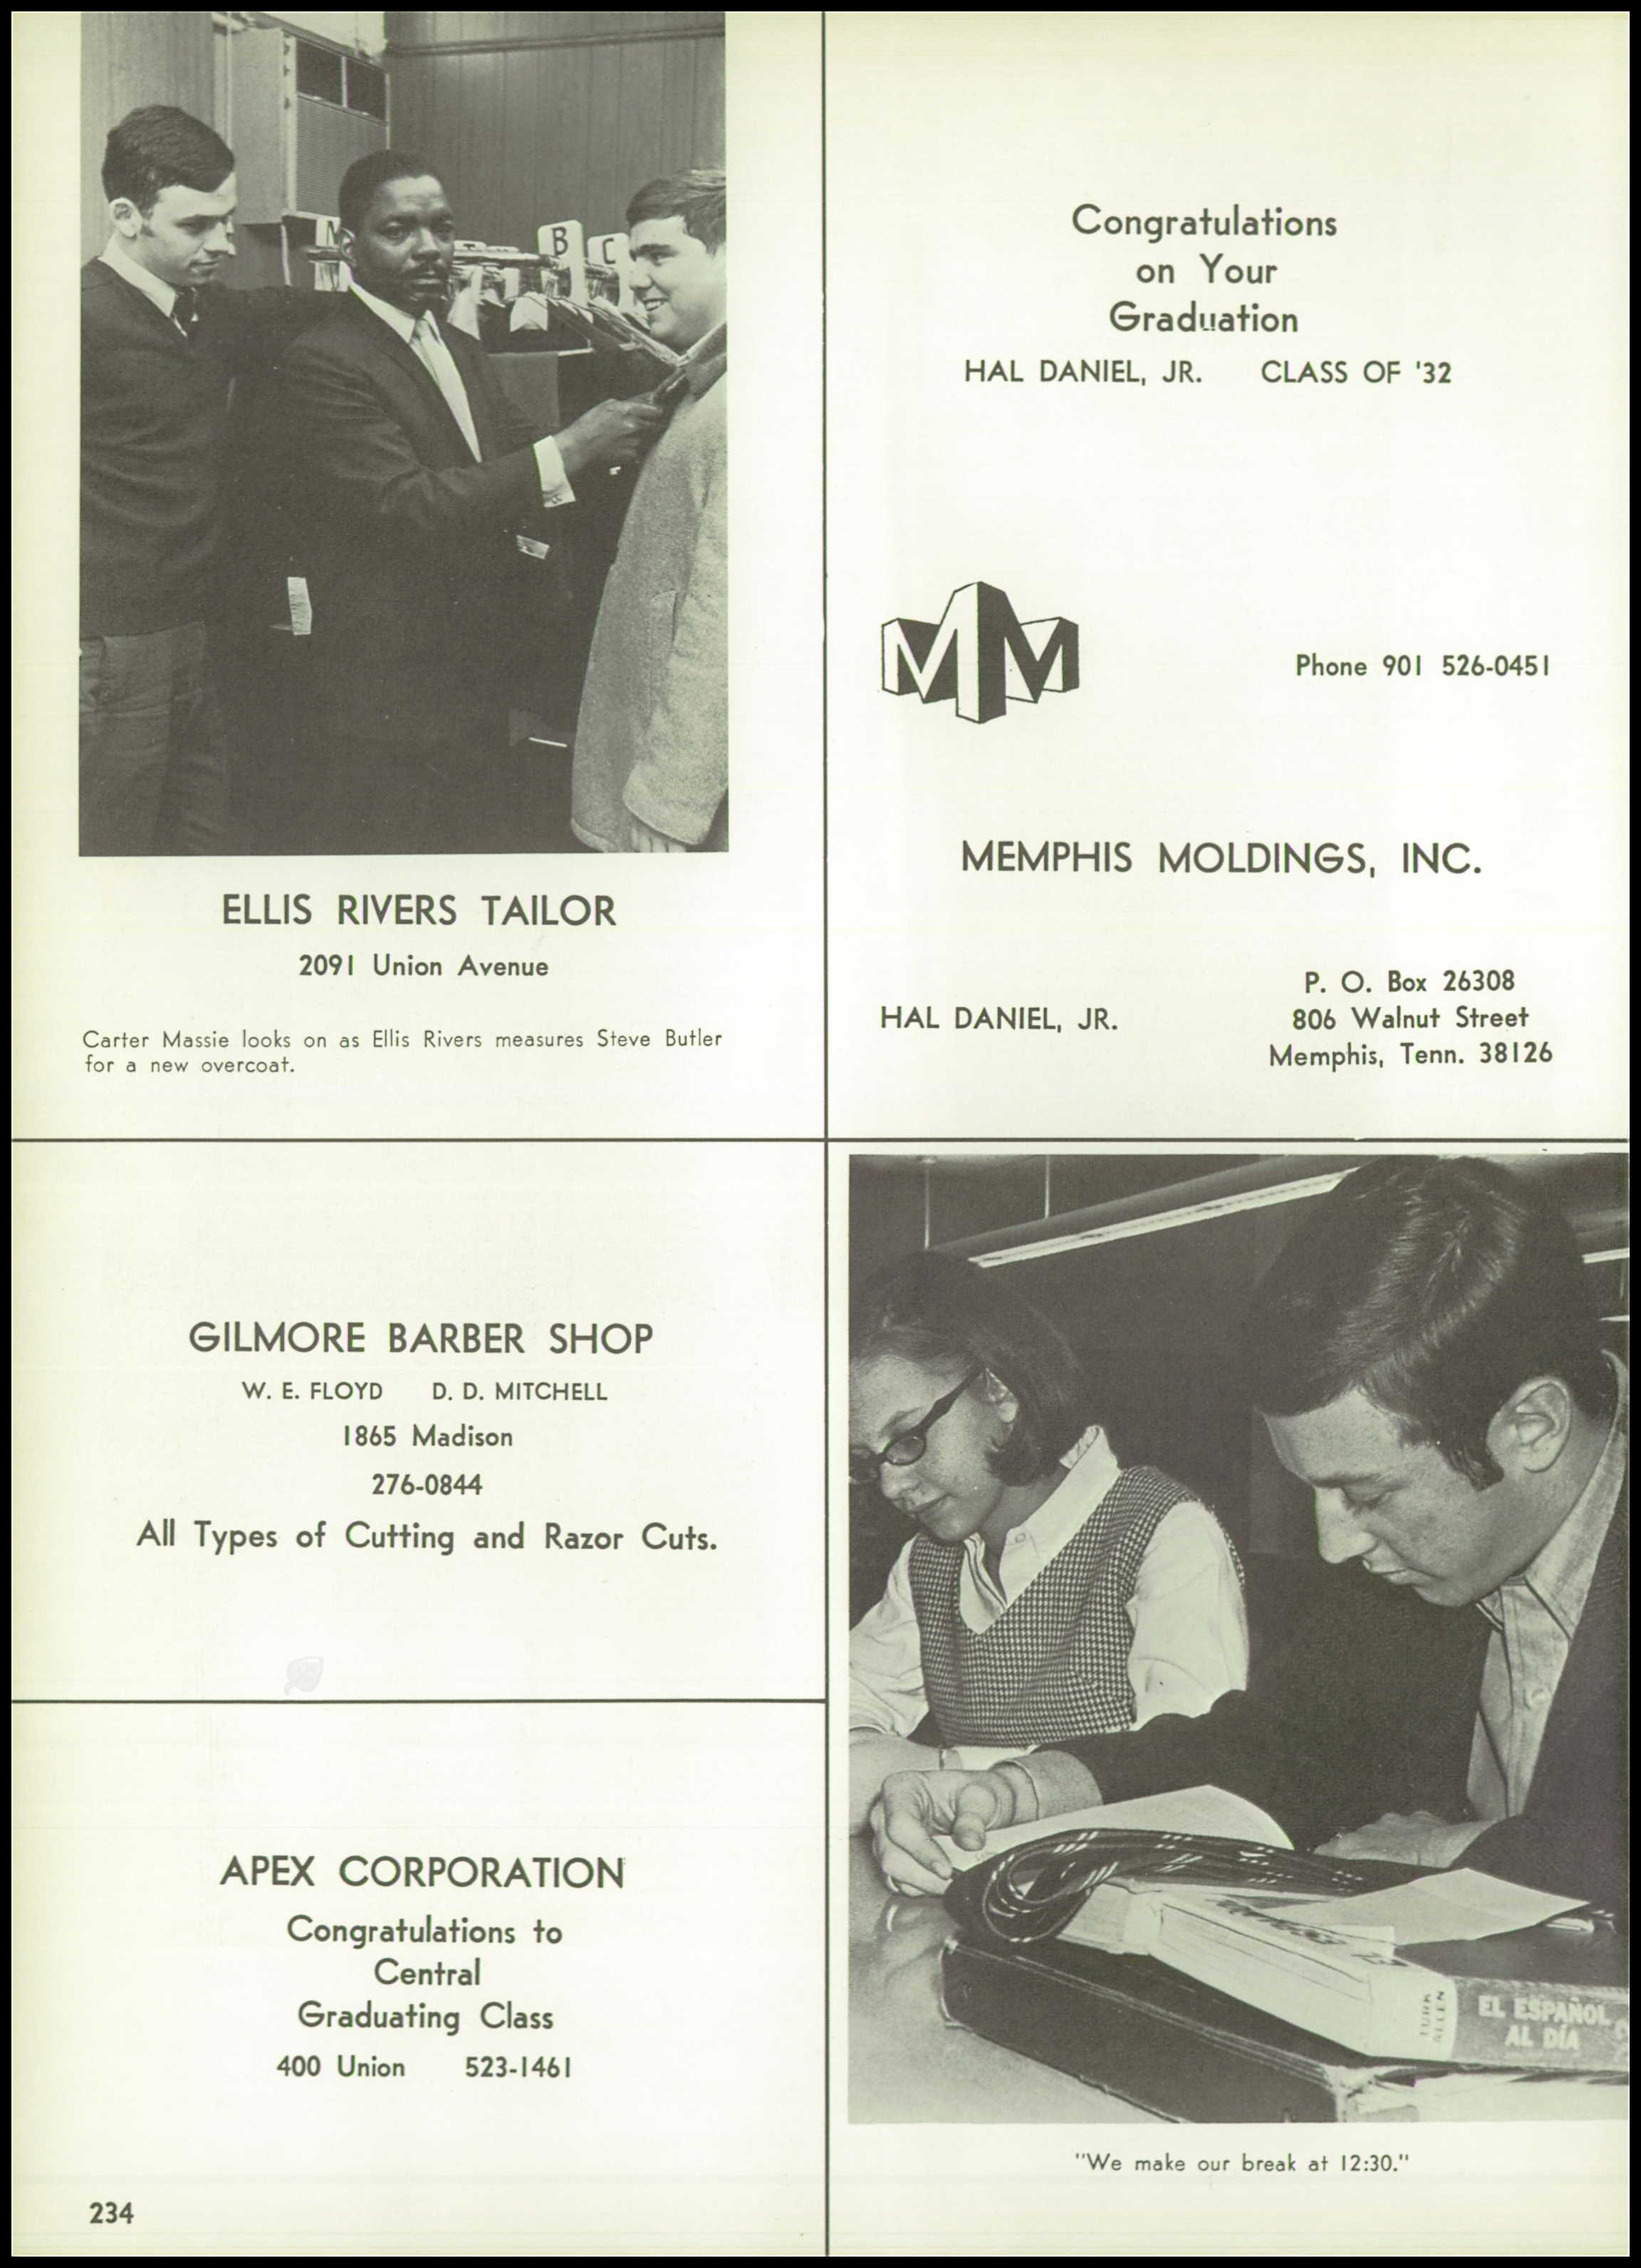 M
B
C
ELLIS RIVERS TAILOR
2091 Union Avenue
Carter Massie looks on as Ellis Rivers measures Steve Butler
for a new overcoat.
Congratulations
on Your
Graduation
HAL DANIEL, JR. CLASS OF '32
MMM
Phone 901 526-0451
MEMPHIS MOLDINGS, INC.
HAL DANIEL, JR.
P. O. Box 26308
806 Walnut Street
Memphis, Tenn. 38126
GILMORE BARBER SHOP
W. E. FLOYD D. D. MITCHELL
1865 Madison
276-0844
All Types of Cutting and Razor Cuts.
APEX CORPORATION
Congratulations to
Central
Graduating Class
400 Union 523-1461
TURK
ALLEN
EL ESPAÑOL
AL DÍA
"We make our break at 12:30."
234